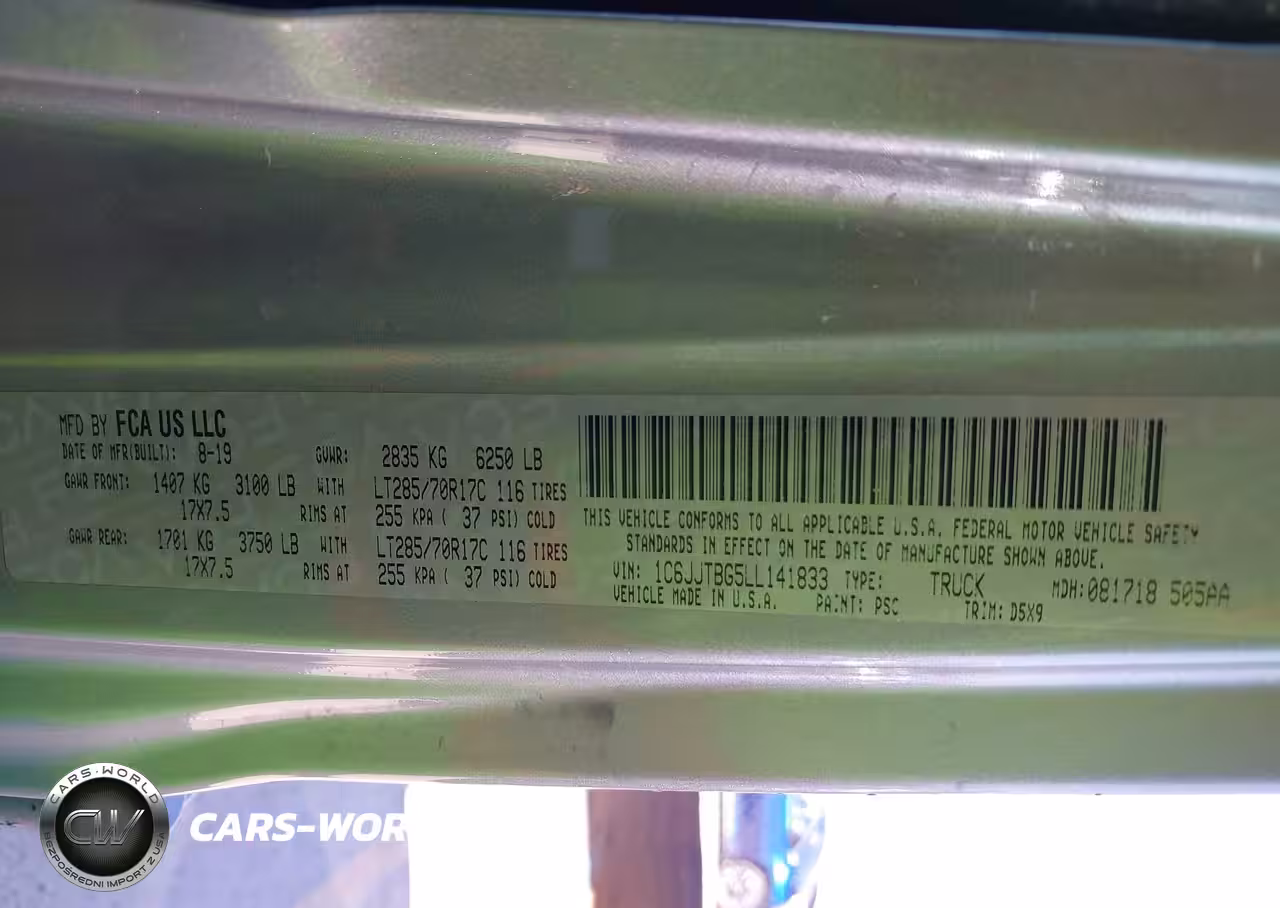 MFD BY FCA US LLC
DATE OF MFR(BUILT): 8-19 GVWR: 2835 KG 6250 LB
GAWR FRONT: 1407 KG 3100 LB WITH LT285/70R17C 116 TIRES
17X7.5 RIMS AT 255 KPA ( 37 PSI) COLD
GAWR REAR: 1701 KG 3750 LB WITH LT285/70R17C 116 TIRES
17X7.5 RIMS AT 255 KPA ( 37 PSI) COLD
THIS VEHICLE CONFORMS TO ALL APPLICABLE U.S.A. FEDERAL MOTOR VEHICLE SAFETY
STANDARDS IN EFFECT ON THE DATE OF MANUFACTURE SHOWN ABOVE.
VIN: 1C6JJTBG5LL141833 TYPE: TRUCK MDH:081718 505AA
VEHICLE MADE IN U.S.A. PAINT: PSC TRIM: D5X9
CARS-WORLD
CW
BEZPOŚREDNI IMPORT Z USA
CARS-WOR